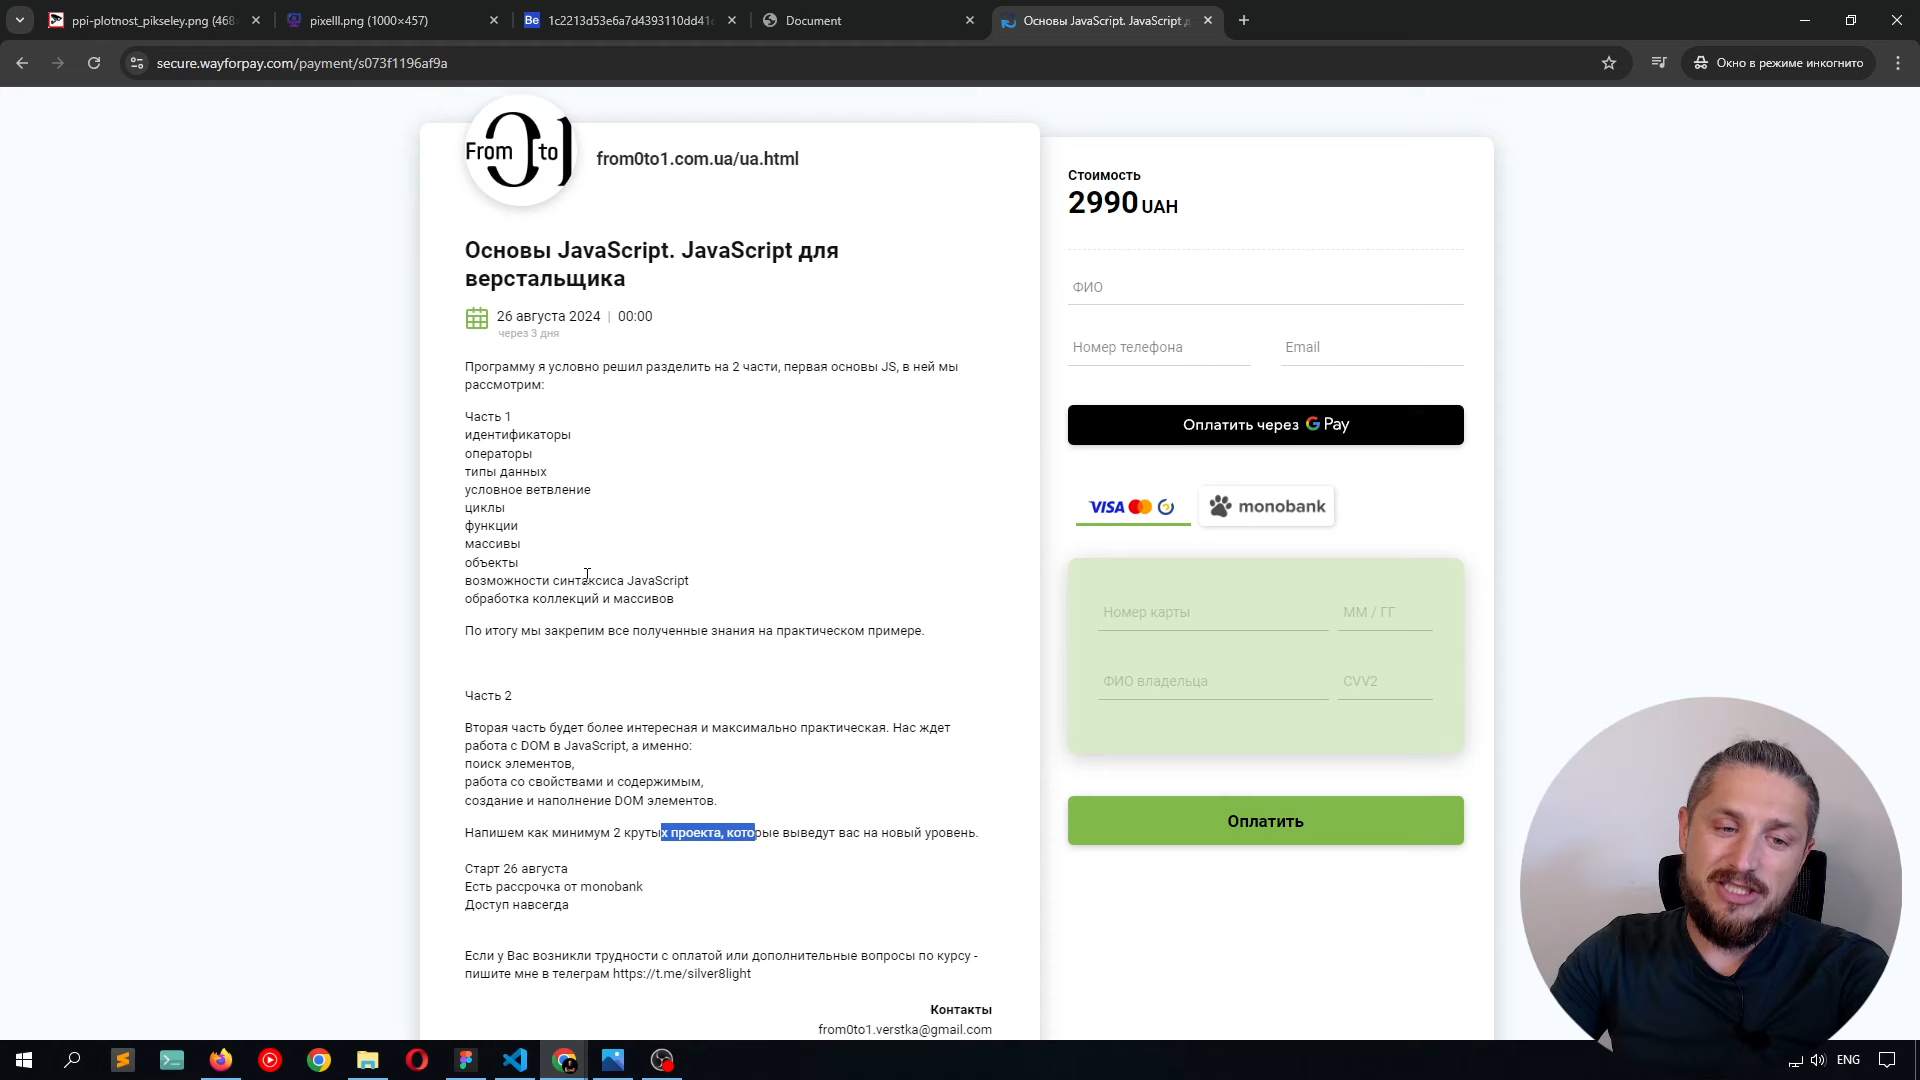 ppi-plotnost_pikseley.png (468
pixelll.png (1000×457)
Be
1c2213d53e6a7d4393110dd41
Document
Основы JavaScript. JavaScript д
secure.wayforpay.com/payment/s073f1196af9a
Окно в режиме инкогнито
From to
from0to1.com.ua/ua.html
Основы JavaScript. JavaScript для
верстальщика
26 августа 2024 | 00:00
через 3 дня
Программу я условно решил разделить на 2 части, первая основы JS, в ней мы
рассмотрим:
Часть 1
идентификаторы
операторы
типы данных
условное ветвление
циклы
функции
массивы
объекты
возможности синтаксиса JavaScript
обработка коллекций и массивов
По итогу мы закрепим все полученные знания на практическом примере.
Часть 2
Вторая часть будет более интересная и максимально практическая. Нас ждет
работа с DOM в JavaScript, а именно:
поиск элементов,
работа со свойствами и содержимым,
создание и наполнение DOM элементов.
Напишем как минимум 2 крутых проекта, которые выведут вас на новый уровень.
Старт 26 августа
Есть рассрочка от monobank
Доступ навсегда
Если у Вас возникли трудности с оплатой или дополнительные вопросы по курсу -
пишите мне в телеграм https://t.me/silver8light
Контакты
from0to1.verstka@gmail.com
Стоимость
2990 UAH
ФИО
Номер телефона
Email
Оплатить через G Pay
VISA
monobank
Номер карты
ММ / ГГ
ФИО владельца
CVV2
Оплатить
ENG